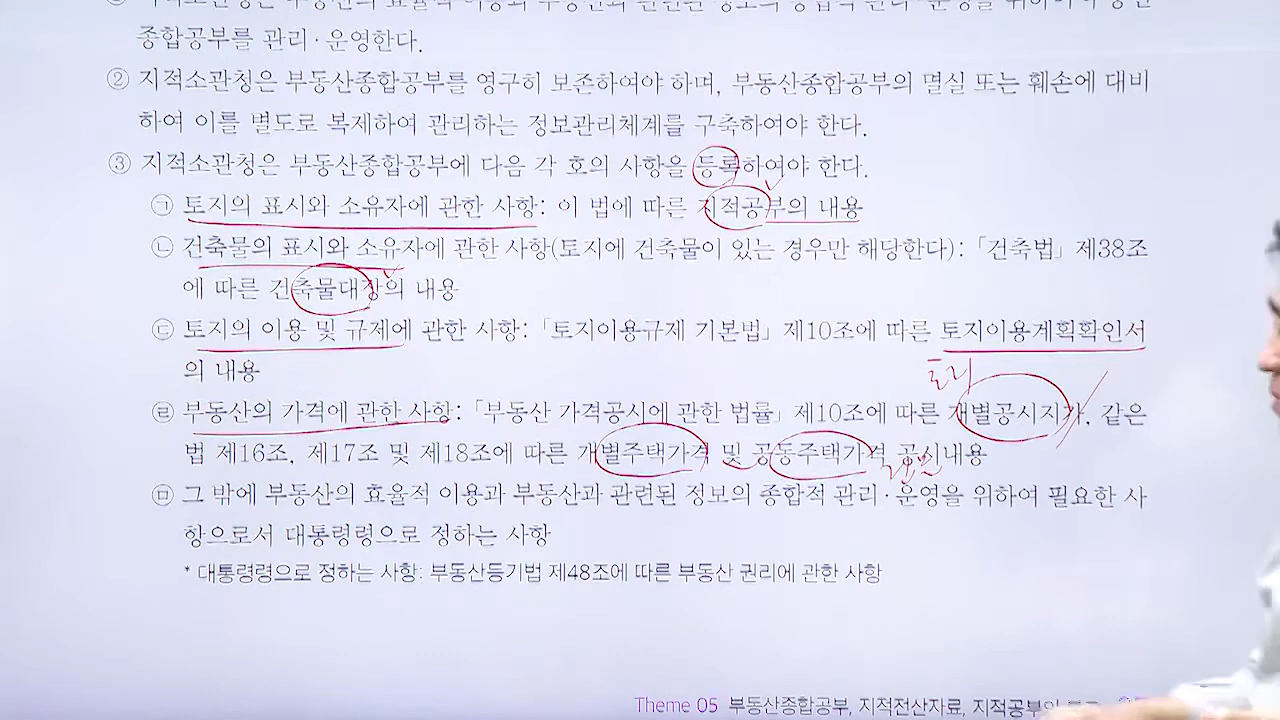 종합공부를 관리·운영한다.
② 지적소관청은 부동산종합공부를 영구히 보존하여야 하며, 부동산종합공부의 멸실 또는 훼손에 대비
하여 이를 별도로 복제하여 관리하는 정보관리체계를 구축하여야 한다.
③ 지적소관청은 부동산종합공부에 다음 각 호의 사항을 등록하여야 한다.
㉠ 토지의 표시와 소유자에 관한 사항: 이 법에 따른 지적공부의 내용
㉡ 건축물의 표시와 소유자에 관한 사항(토지에 건축물이 있는 경우만 해당한다): 「건축법」 제38조
에 따른 건축물대장의 내용
㉢ 토지의 이용 및 규제에 관한 사항: 「토지이용규제 기본법」 제10조에 따른 토지이용계획확인서
의 내용
토지
㉣ 부동산의 가격에 관한 사항: 「부동산 가격공시에 관한 법률」 제10조에 따른 개별공시지가, 같은
법 제16조, 제17조 및 제18조에 따른 개별주택가격 및 공동주택가격 공시내용
㉤ 그 밖에 부동산의 효율적 이용과 부동산과 관련된 정보의 종합적 관리·운영을 위하여 필요한 사
항으로서 대통령령으로 정하는 사항
* 대통령령으로 정하는 사항: 부동산등기법 제48조에 따른 부동산 권리에 관한 사항
Theme 05 부동산종합공부, 지적전산자료, 지적공부의